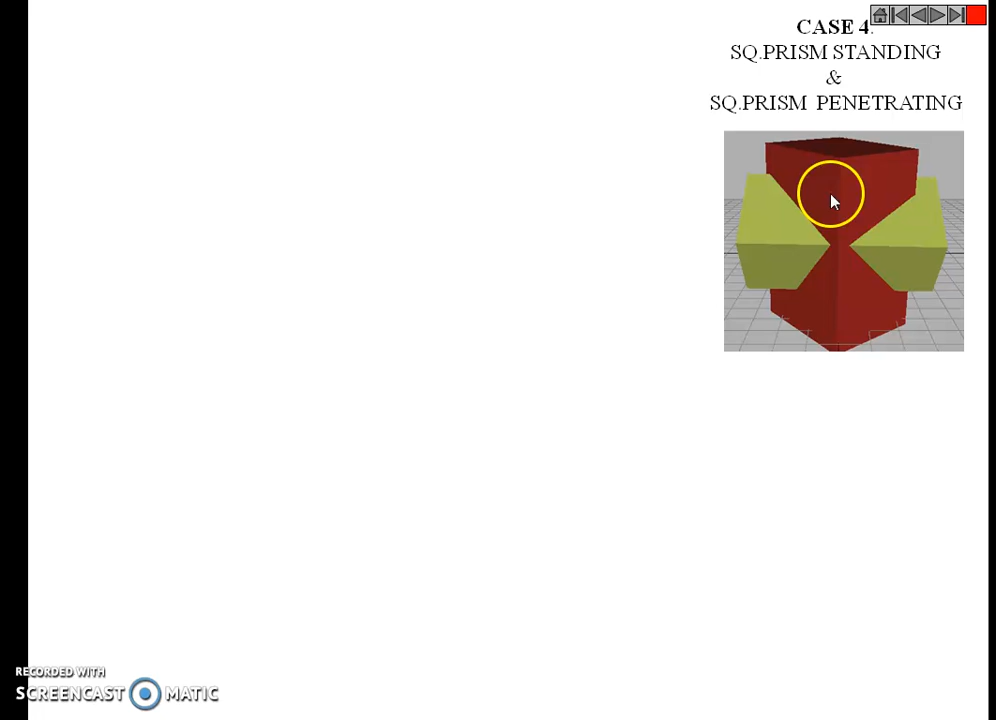 CASE 4.
SQ.PRISM STANDING
&
SQ.PRISM PENETRATING
RECORDED WITH
SCREENCAST MATIC